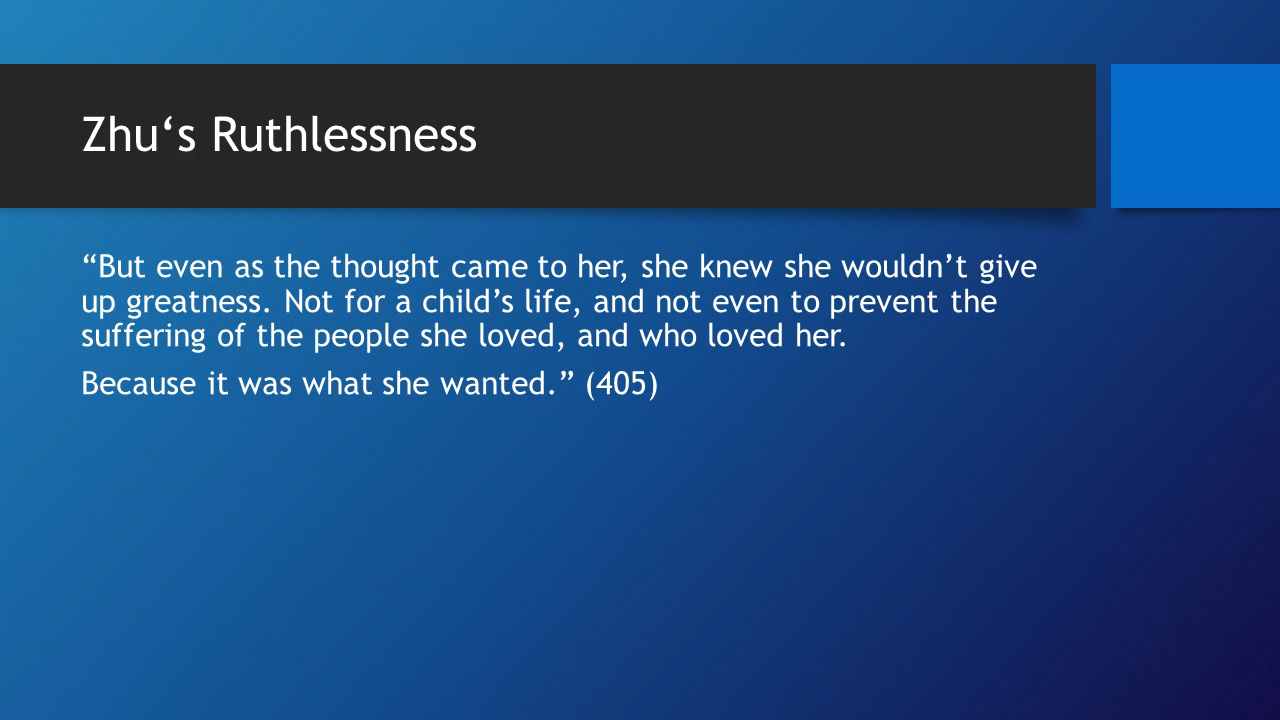 Zhu‘s Ruthlessness
“But even as the thought came to her, she knew she wouldn’t give
up greatness. Not for a child’s life, and not even to prevent the
suffering of the people she loved, and who loved her.
Because it was what she wanted.” (405)